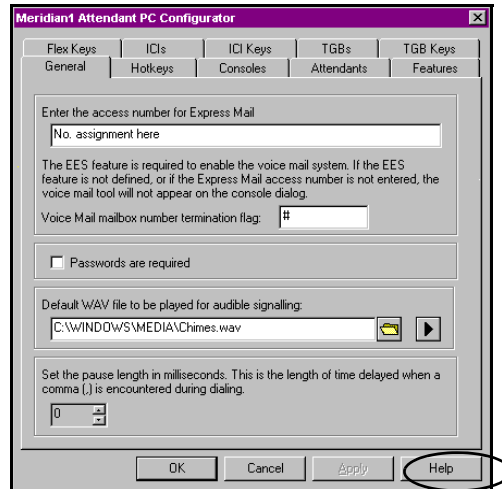 Meridian1 Attendant PC Configurator
Flex Keys ICIs ICI Keys TGBs TGB Keys
General Hotkeys Consoles Attendants Features
Enter the access number for Express Mail
No. assignment here
The EES feature is required to enable the voice mail system. If the EES
feature is not defined, or if the Express Mail access number is not entered, the
voice mail tool will not appear on the console dialog.
Voice Mail mailbox number termination flag: #
Passwords are required
Default WAV file to be played for audible signalling:
C:\WINDOWS\MEDIA\Chimes.wav
Set the pause length in milliseconds. This is the length of time delayed when a
comma (,) is encountered during dialing.
0
OK Cancel Apply Help